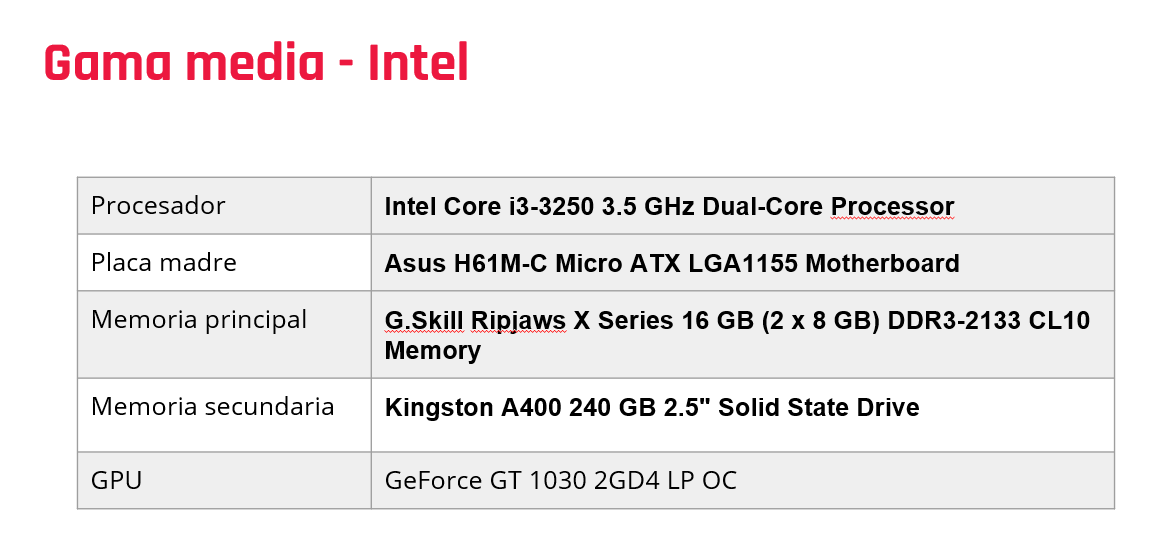 Gama media - Intel
Procesador
Intel Core i3-3250 3.5 GHz Dual-Core Processor
Placa madre
Asus H61M-C Micro ATX LGA1155 Motherboard
Memoria principal
G.Skill Ripjaws X Series 16 GB (2 x 8 GB) DDR3-2133 CL10
Memory
Memoria secundaria
Kingston A400 240 GB 2.5" Solid State Drive
GPU
GeForce GT 1030 2GD4 LP OC